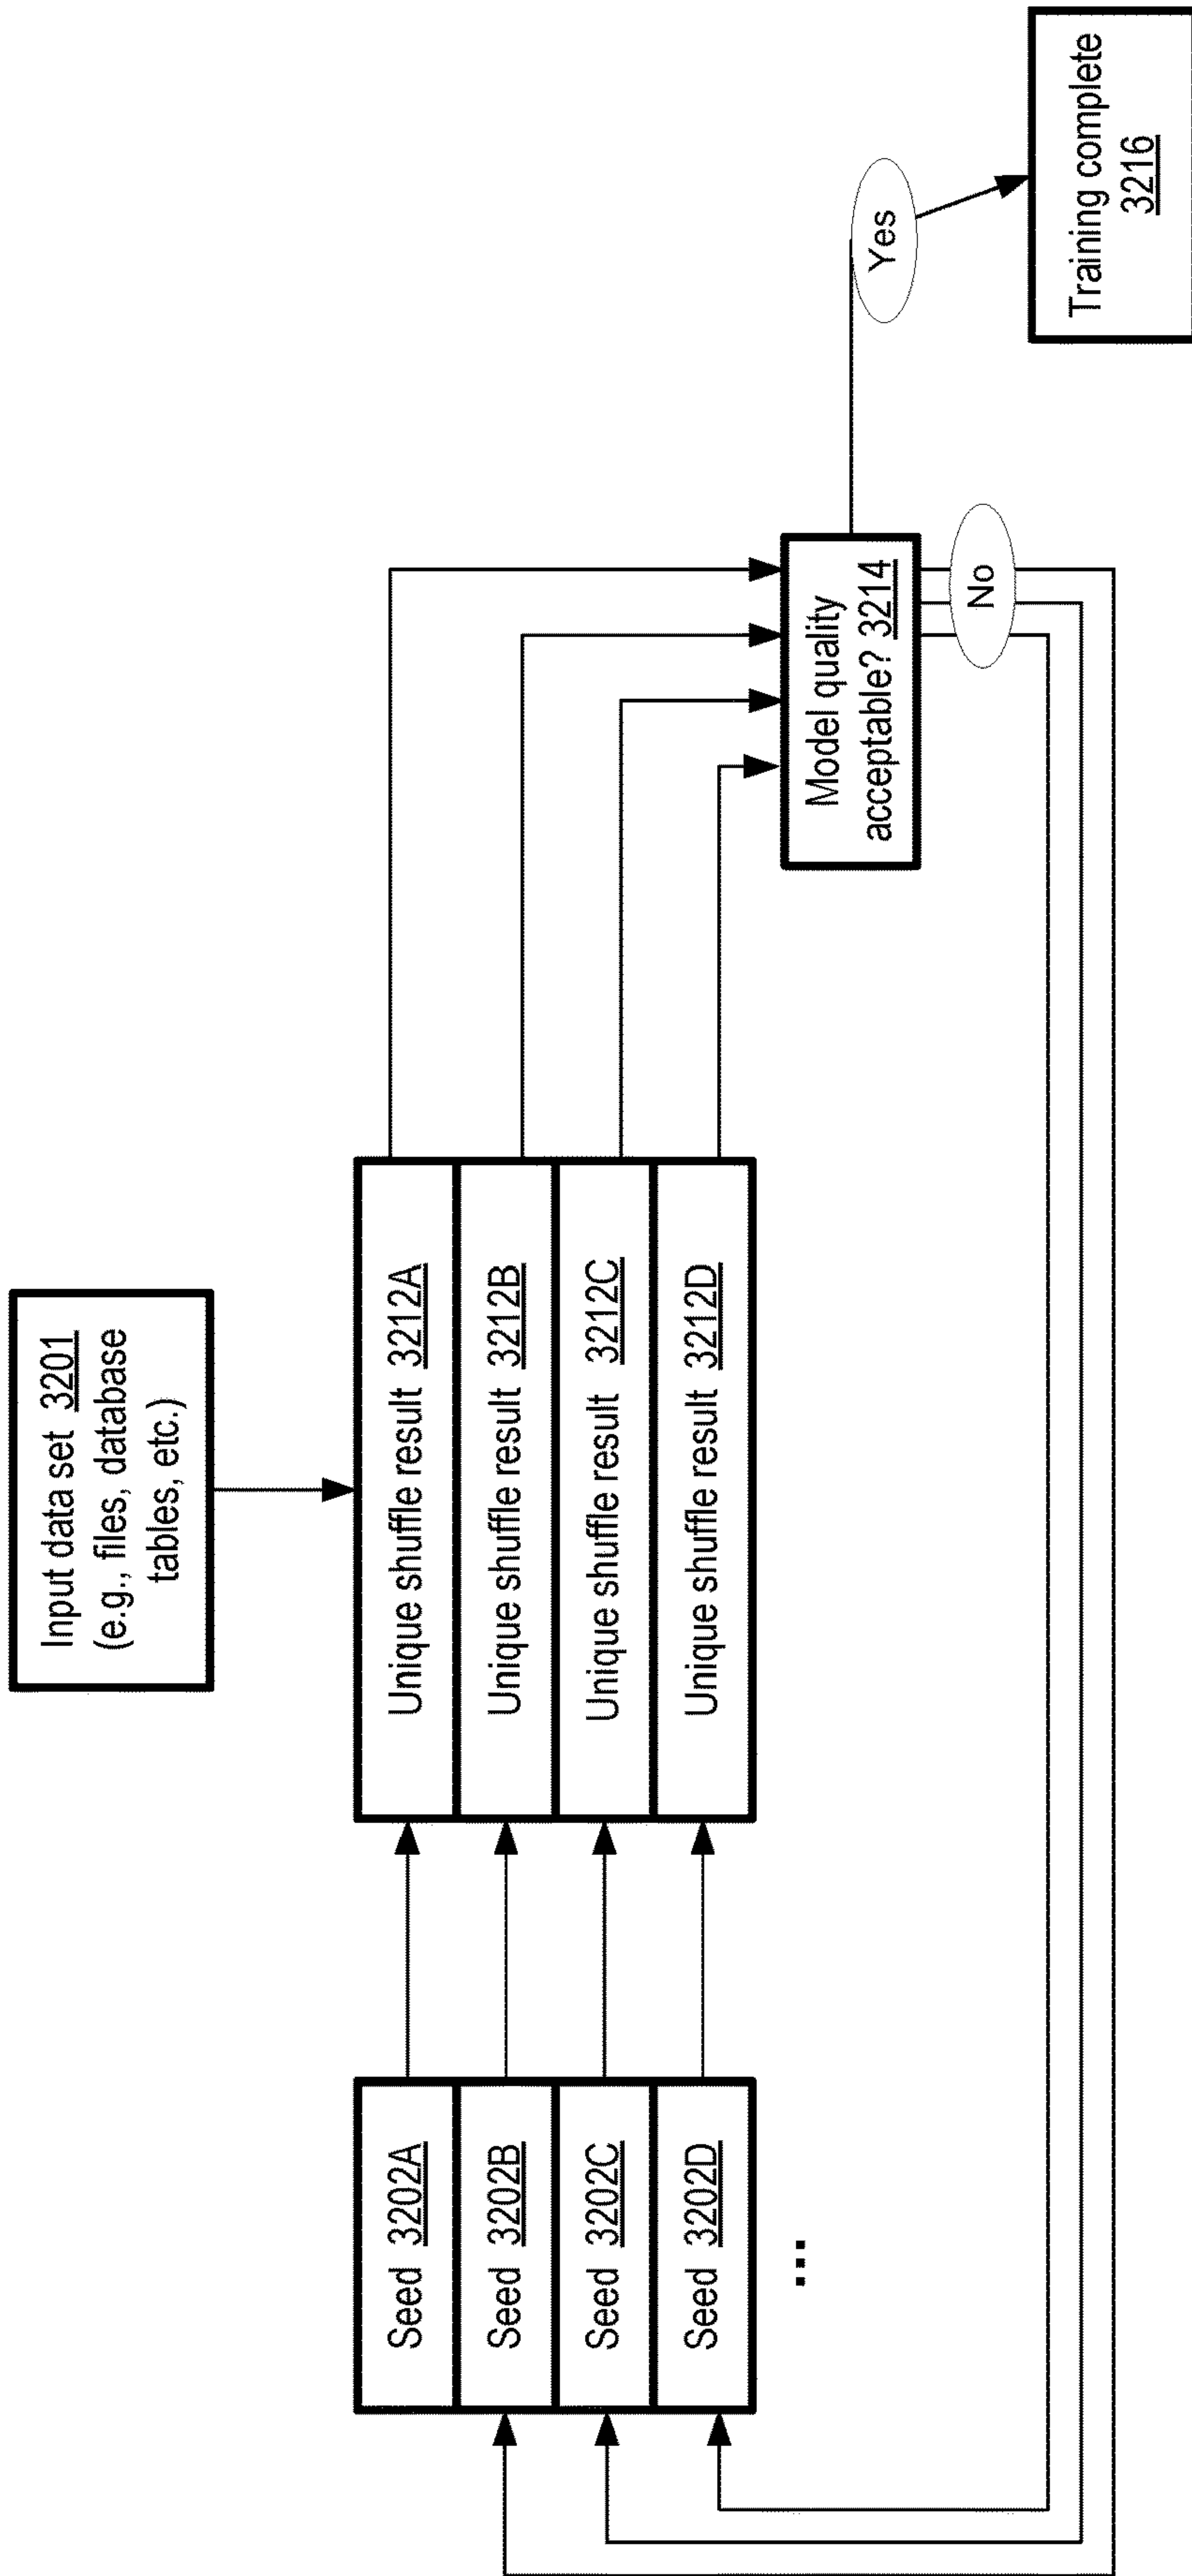 Input data set 3201
(e.g., files, database
tables, etc.)
Seed 3202A
Seed 3202B
Seed 3202C
Seed 3202D
...
Unique shuffle result 3212A
Unique shuffle result 3212B
Unique shuffle result 3212C
Unique shuffle result 3212D
Model quality
acceptable? 3214
No
Yes
Training complete
3216